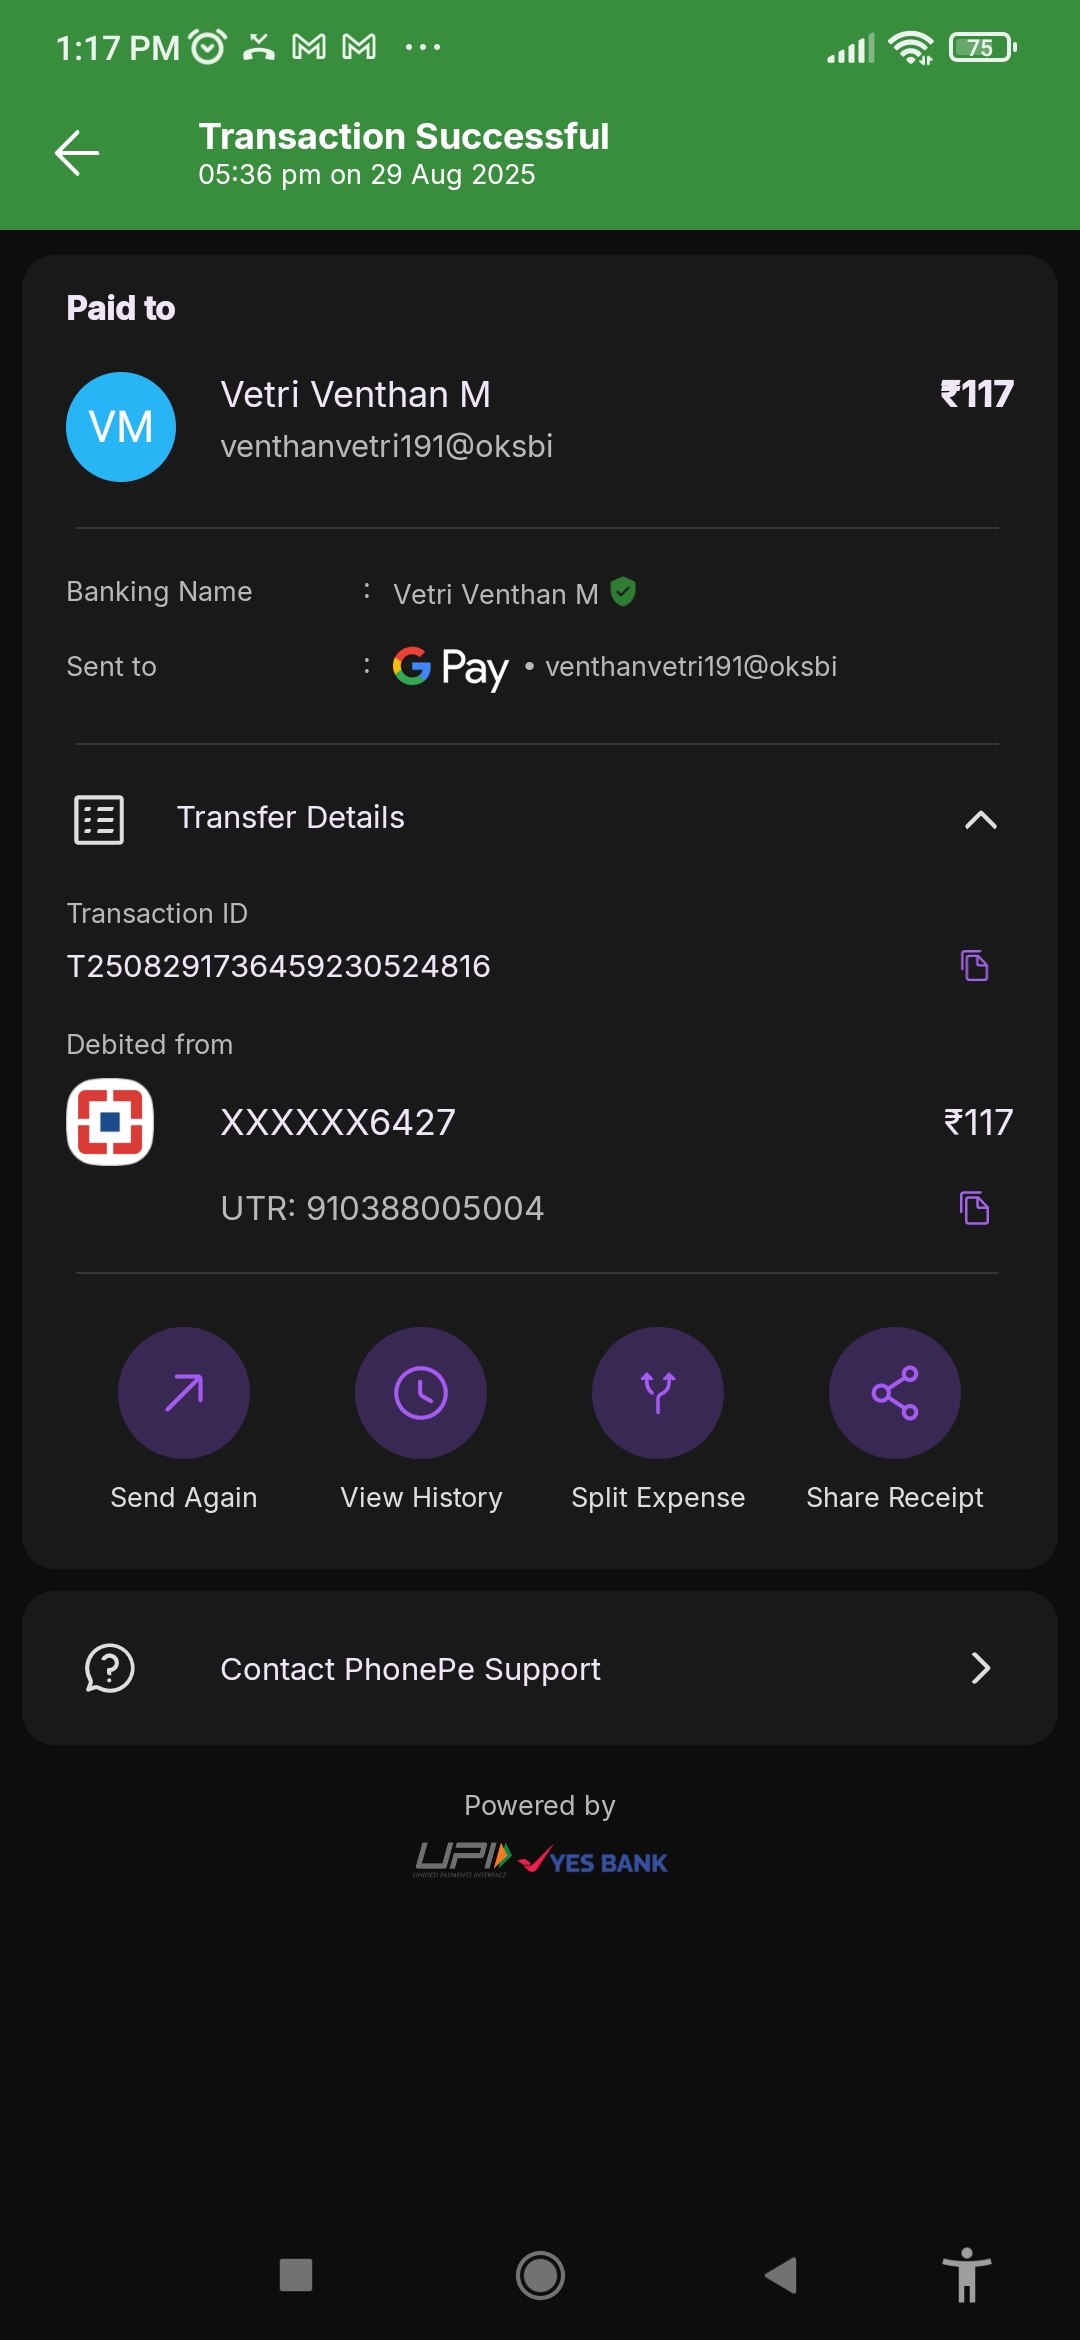 1:17 PM
75
Transaction Successful
05:36 pm on 29 Aug 2025
Paid to
VM
Vetri Venthan M
₹117
venthanvetri191@oksbi
Banking Name : Vetri Venthan M
Sent to : G Pay • venthanvetri191@oksbi
Transfer Details
Transaction ID
T2508291736459230524816
Debited from
XXXXXX6427
₹117
UTR: 910388005004
Send Again
View History
Split Expense
Share Receipt
Contact PhonePe Support
Powered by
UPI YES BANK
UNIFIED PAYMENTS INTERFACE